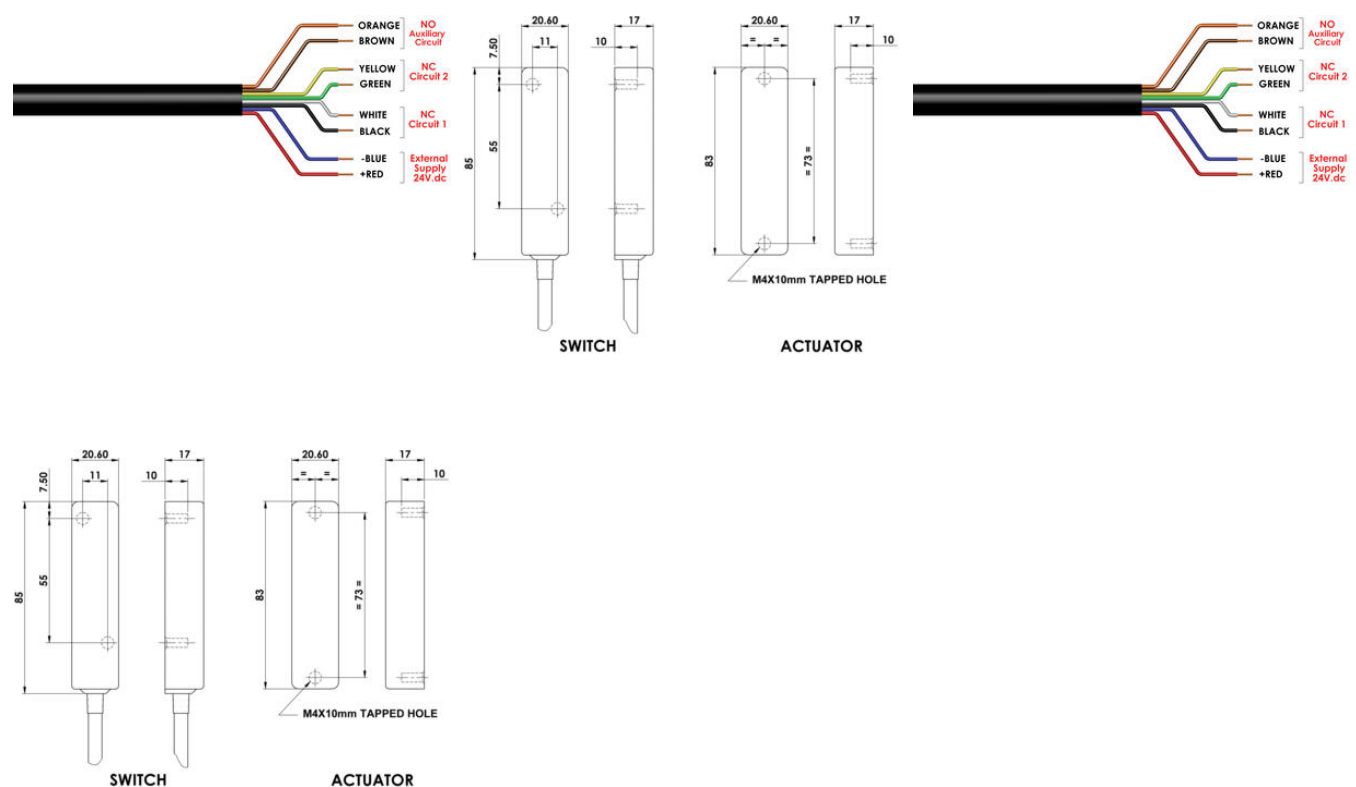 ORANGE
BROWN
NO
Auxiliary
Circuit
YELLOW
GREEN
NC
Circuit 2
WHITE
BLACK
NC
Circuit 1
-BLUE
+RED
External
Supply
24V.dc
20.60
11
7.50
55
85
17
10
SWITCH
20.60
= =
83
= 73 =
17
10
M4X10mm TAPPED HOLE
ACTUATOR
ORANGE
BROWN
NO
Auxiliary
Circuit
YELLOW
GREEN
NC
Circuit 2
WHITE
BLACK
NC
Circuit 1
-BLUE
+RED
External
Supply
24V.dc
20.60
11
7.50
55
85
17
10
SWITCH
20.60
= =
83
= 73 =
17
10
M4X10mm TAPPED HOLE
ACTUATOR